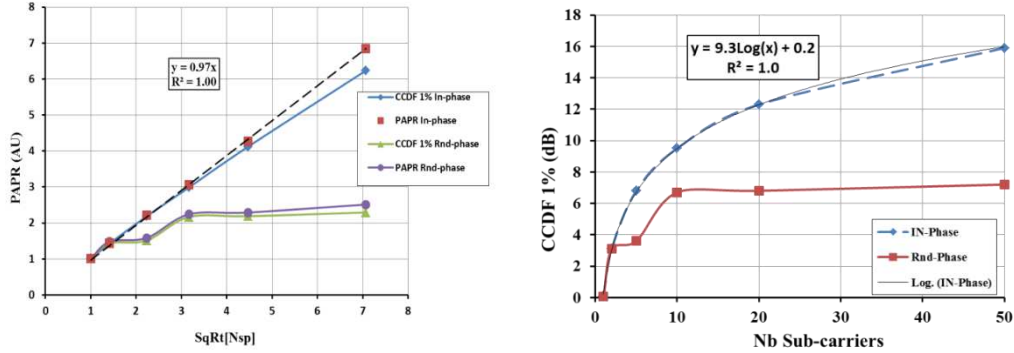 8
7
6
5
4
3
2
1
0
PAPR (AU)
y = 0.97x
R² = 1.00
CCDF 1% In-phase
PAPR In-phase
CCDF 1% Rnd-phase
PAPR Rnd-phase
0 1 2 3 4 5 6 7 8
SqRt[Nsp]
18
16
14
12
10
8
6
4
2
0
CCDF 1% (dB)
y = 9.3Log(x) + 0.2
R² = 1.0
IN-Phase
Rnd-Phase
Log. (IN-Phase)
0 10 20 30 40 50
Nb Sub-carriers